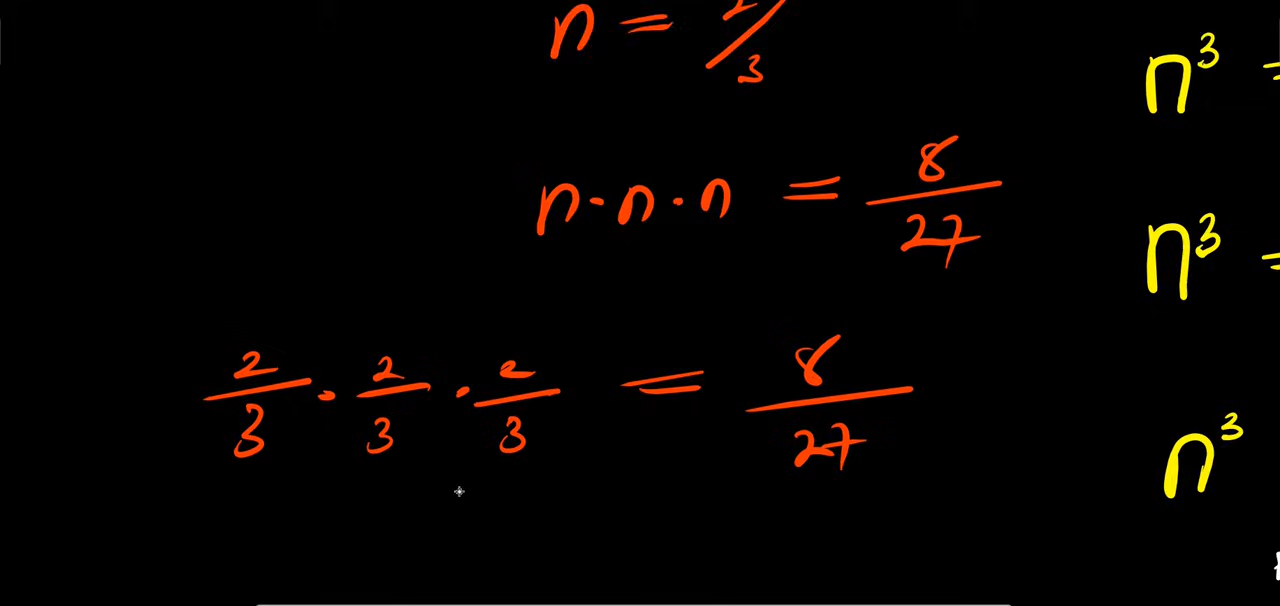 n = 2/3
n³ =
n · n · n = 8/27
n³ =
2/3 · 2/3 · 2/3 = 8/27
n³